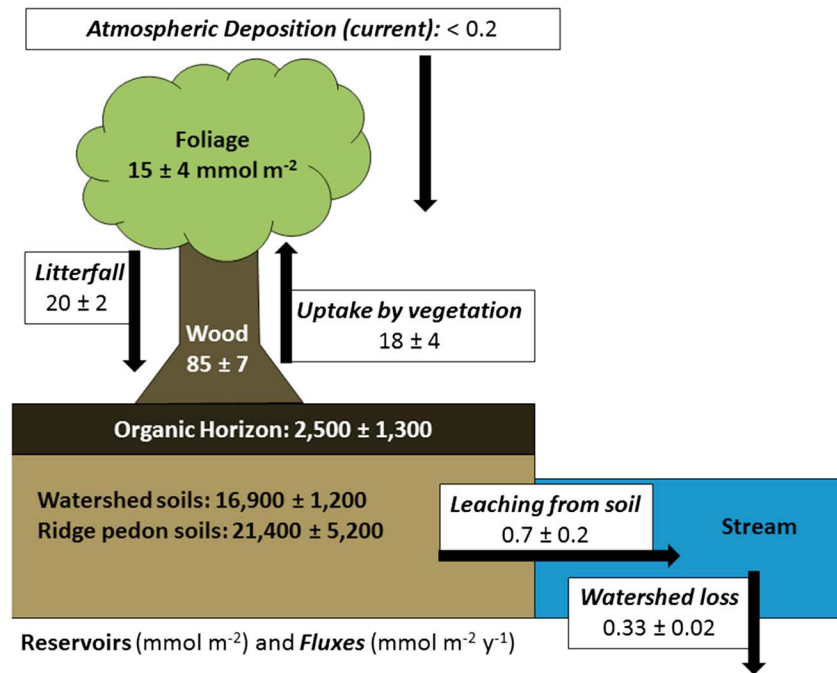 Atmospheric Deposition (current): < 0.2
Foliage
15 ± 4 mmol m⁻²
Litterfall
20 ± 2
Uptake by vegetation
18 ± 4
Wood
85 ± 7
Organic Horizon: 2,500 ± 1,300
Watershed soils: 16,900 ± 1,200
Ridge pedon soils: 21,400 ± 5,200
Leaching from soil
0.7 ± 0.2
Stream
Watershed loss
0.33 ± 0.02
Reservoirs (mmol m⁻²) and Fluxes (mmol m⁻² y⁻¹)